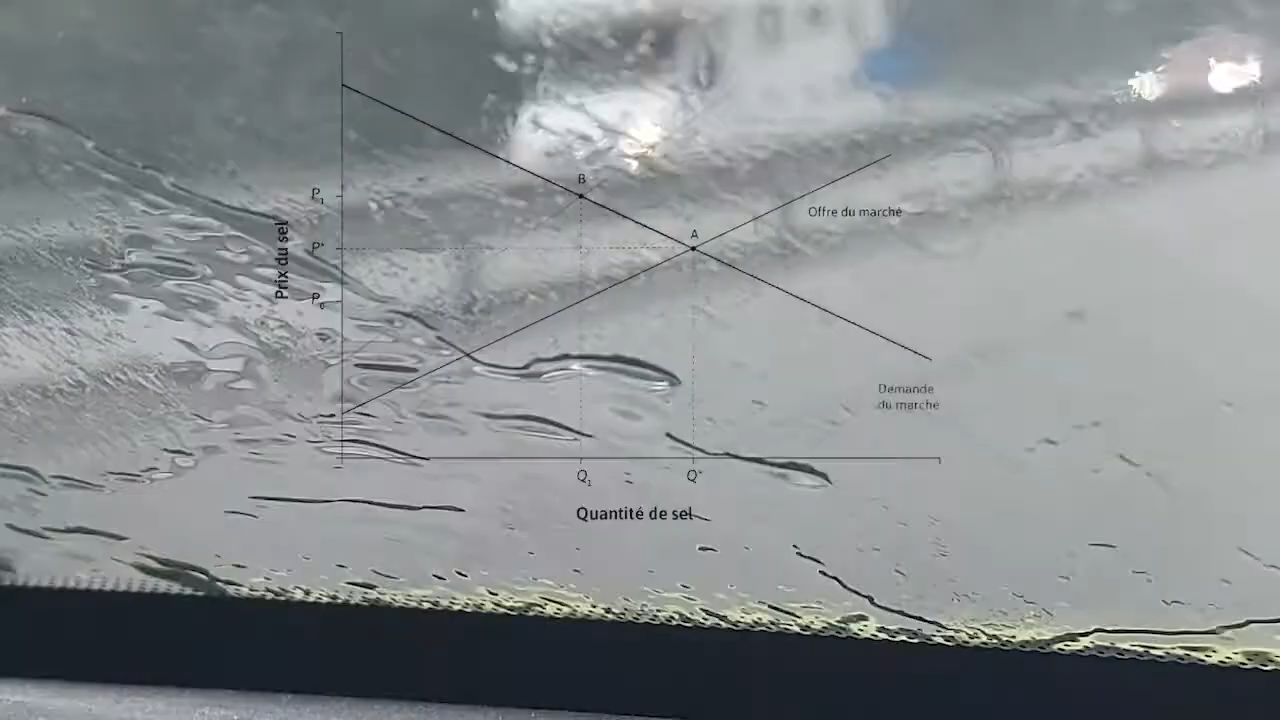 B
P₁
A
Offre du marché
P*
Prix du sel
P₀
Demande
du marché
Q₁
Q*
Quantité de sel